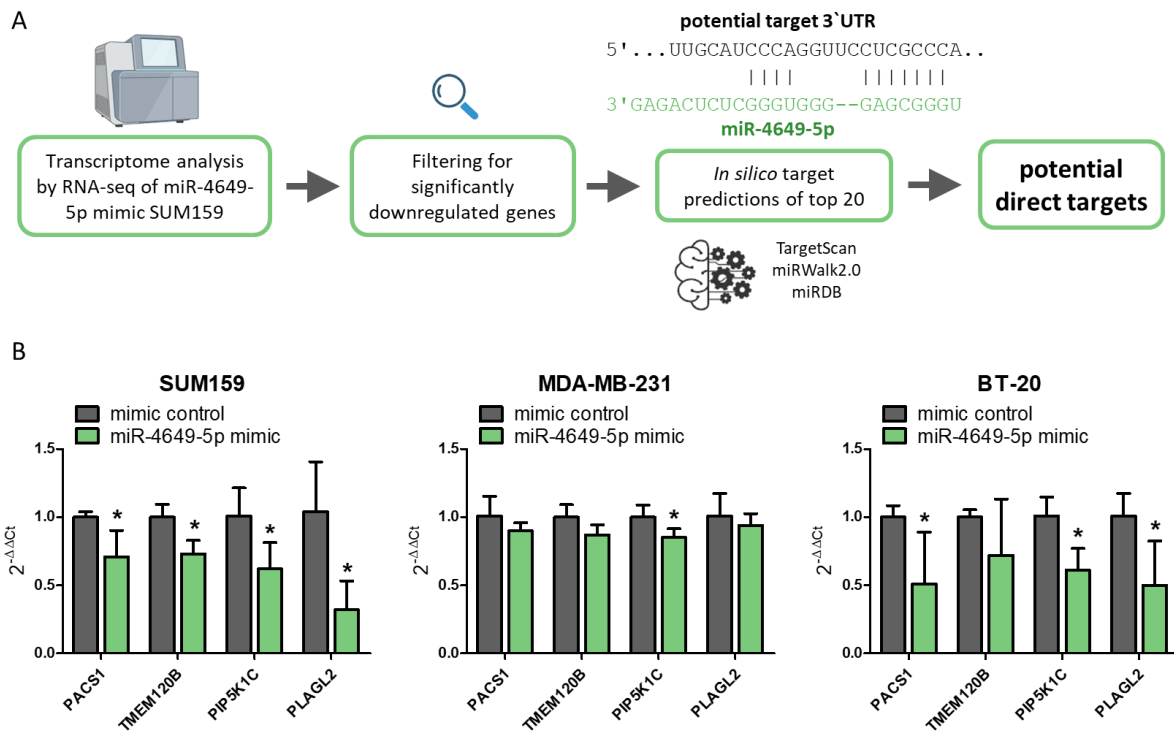 A
potential target 3`UTR
5'...UUGCAUCCCAGGUUCCUCGCCCA..
|||| |||||||
3'GAGACUCUCGGGUGGG--GAGCGGGU
miR-4649-5p
Transcriptome analysis
by RNA-seq of miR-4649-
5p mimic SUM159
Filtering for
significantly
downregulated genes
In silico target
predictions of top 20
potential
direct targets
TargetScan
miRWalk2.0
miRDB
B
SUM159
mimic control
miR-4649-5p mimic
2-ΔΔCt
1.5
1.0
0.5
0.0
* * * *
PACS1
TMEM120B
PIP5K1C
PLAGL2
MDA-MB-231
mimic control
miR-4649-5p mimic
2-ΔΔCt
1.5
1.0
0.5
0.0
*
PACS1
TMEM120B
PIP5K1C
PLAGL2
BT-20
mimic control
miR-4649-5p mimic
2-ΔΔCt
1.5
1.0
0.5
0.0
* * *
PACS1
TMEM120B
PIP5K1C
PLAGL2